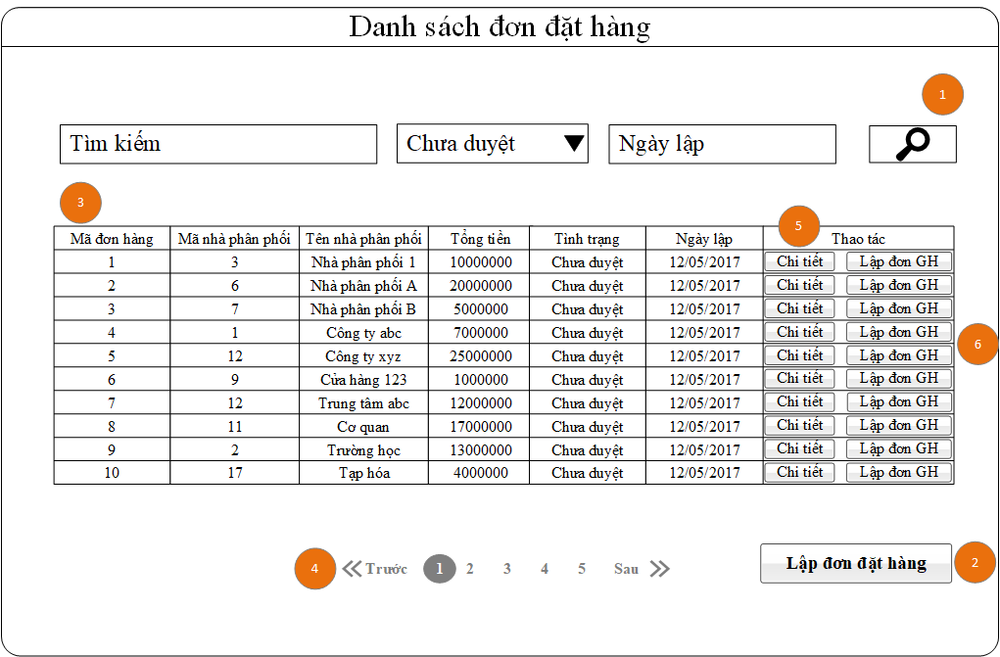 Danh sách đơn đặt hàng
1
Tìm kiếm Chưa duyệt Ngày lập
3
5
Mã đơn hàng Mã nhà phân phối Tên nhà phân phối Tổng tiền Tình trạng Ngày lập Thao tác
1 3 Nhà phân phối 1 10000000 Chưa duyệt 12/05/2017 Chi tiết Lập đơn GH
2 6 Nhà phân phối A 20000000 Chưa duyệt 12/05/2017 Chi tiết Lập đơn GH
3 7 Nhà phân phối B 5000000 Chưa duyệt 12/05/2017 Chi tiết Lập đơn GH
4 1 Công ty abc 7000000 Chưa duyệt 12/05/2017 Chi tiết Lập đơn GH
6
5 12 Công ty xyz 25000000 Chưa duyệt 12/05/2017 Chi tiết Lập đơn GH
6 9 Cửa hàng 123 1000000 Chưa duyệt 12/05/2017 Chi tiết Lập đơn GH
7 12 Trung tâm abc 12000000 Chưa duyệt 12/05/2017 Chi tiết Lập đơn GH
8 11 Cơ quan 17000000 Chưa duyệt 12/05/2017 Chi tiết Lập đơn GH
9 2 Trường học 13000000 Chưa duyệt 12/05/2017 Chi tiết Lập đơn GH
10 17 Tạp hóa 4000000 Chưa duyệt 12/05/2017 Chi tiết Lập đơn GH
4 Trước 1 2 3 4 5 Sau Lập đơn đặt hàng 2